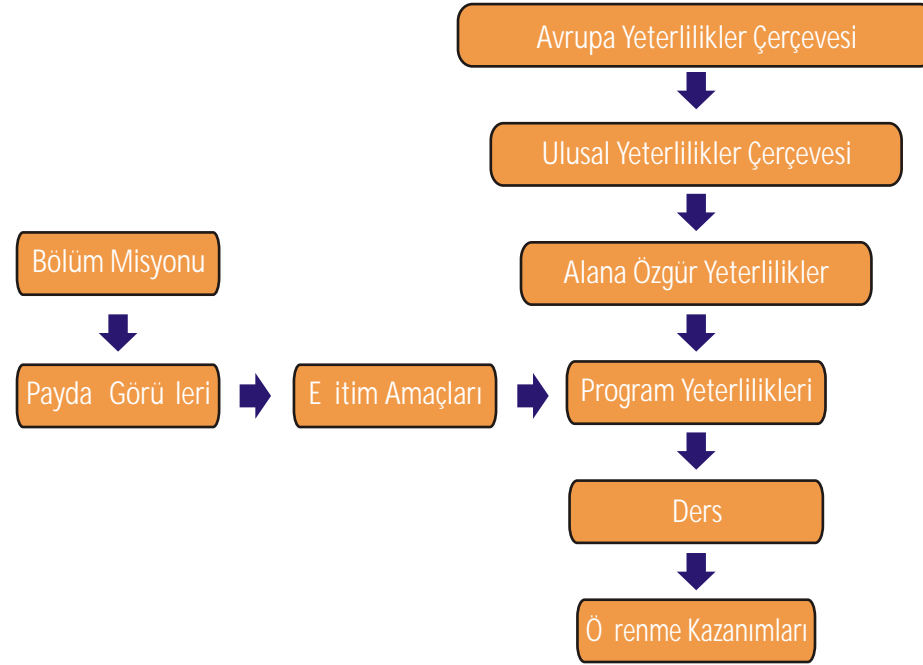 Avrupa Yeterlilikler Çerçevesi
Ulusal Yeterlilikler Çerçevesi
Alana Özgür Yeterlilikler
Bölüm Misyonu
Payda Görü leri
E itim Amaçları
Program Yeterlilikleri
Ders
Ö renme Kazanımları